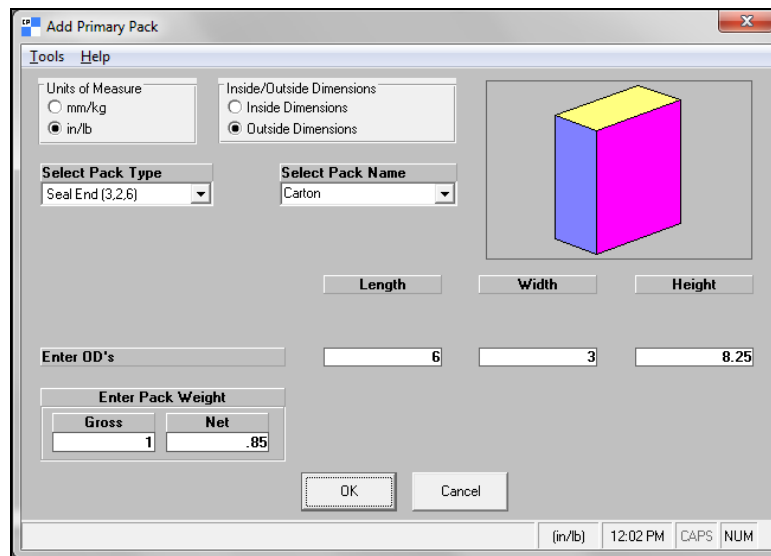 CP Add Primary Pack
Tools Help
Units of Measure
mm/kg
in/lb
Inside/Outside Dimensions
Inside Dimensions
Outside Dimensions
Select Pack Type
Seal End (3,2,6)
Select Pack Name
Carton
Length Width Height
Enter OD's 6 3 8.25
Enter Pack Weight
Gross Net
1 .85
OK Cancel
(in/lb) 12:02 PM CAPS NUM